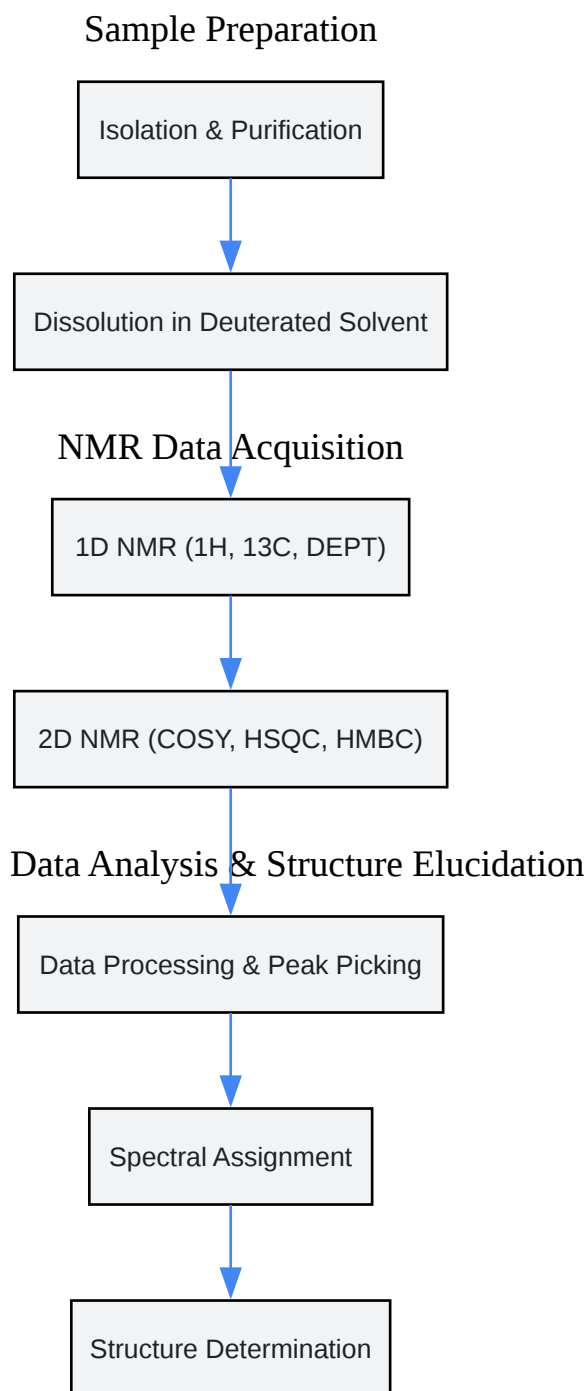 Sample Preparation
Isolation & Purification
Dissolution in Deuterated Solvent
NMR Data Acquisition
1D NMR (1H, 13C, DEPT)
2D NMR (COSY, HSQC, HMBC)
Data Analysis & Structure Elucidation
Data Processing & Peak Picking
Spectral Assignment
Structure Determination